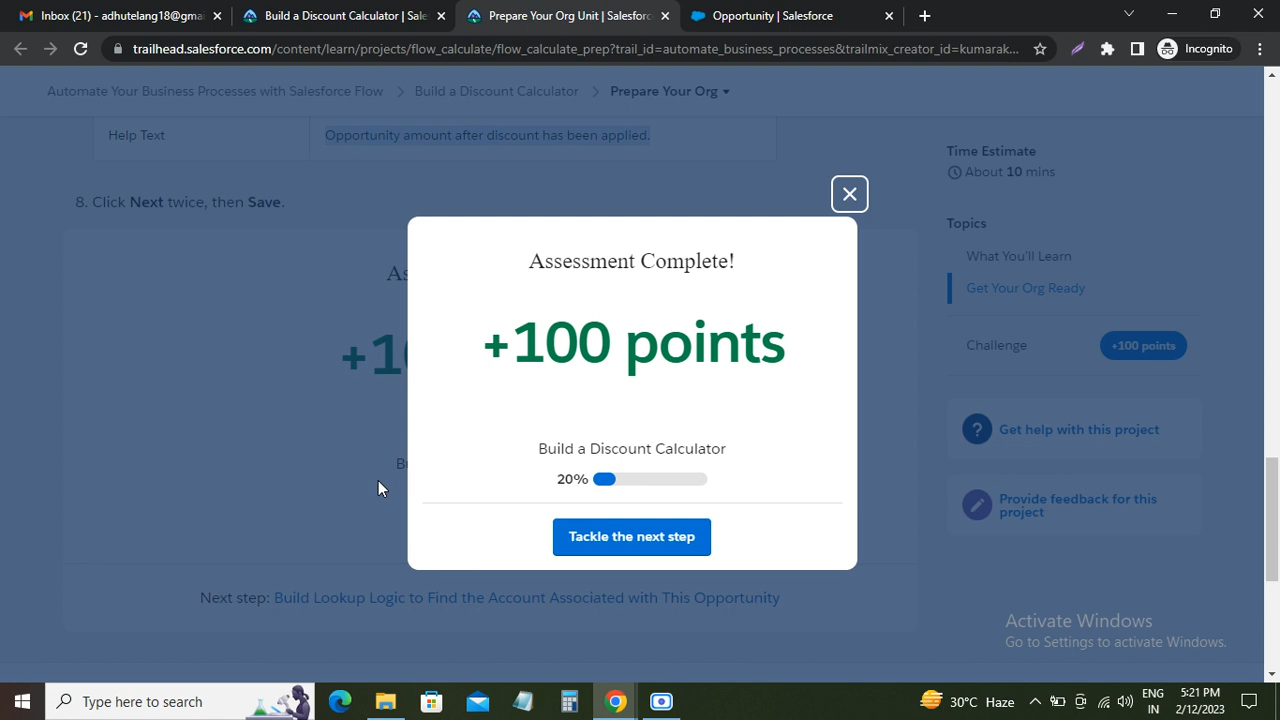 Inbox (21) - adhutelang18@gma
Build a Discount Calculator | Sale
Prepare Your Org Unit | Salesforc
Opportunity | Salesforce
trailhead.salesforce.com/content/learn/projects/flow_calculate/flow_calculate_prep?trail_id=automate_business_processes&trailmix_creator_id=kumarak...
Incognito
Automate Your Business Processes with Salesforce Flow > Build a Discount Calculator > Prepare Your Org
Help Text
Opportunity amount after discount has been applied.
8. Click Next twice, then Save.
Time Estimate
About 10 mins
Topics
What You'll Learn
Get Your Org Ready
Challenge
+100 points
Get help with this project
Provide feedback for this
project
Assessment Complete!
+100 points
Build a Discount Calculator
20%
Tackle the next step
Next step: Build Lookup Logic to Find the Account Associated with This Opportunity
Activate Windows
Go to Settings to activate Windows.
Type here to search
30°C Haze
ENG
IN
5:21 PM
2/12/2023